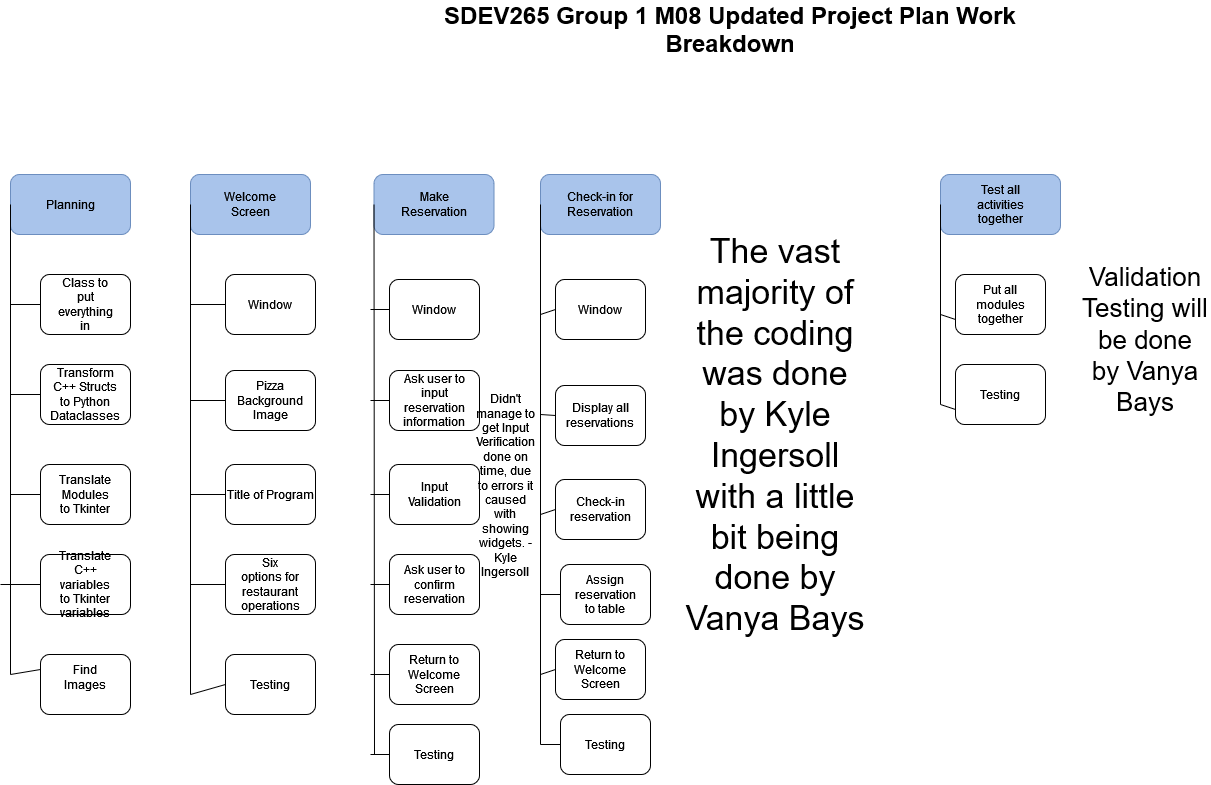 SDEV265 Group 1 M08 Updated Project Plan Work
Breakdown
Planning
Class to
put
everything
in
Transform
C++ Structs
to Python
Dataclasses
Translate
Modules
to Tkinter
Translate
C++
variables
to Tkinter
variables
Find
Images
Welcome
Screen
Window
Pizza
Background
Image
Title of Program
Six
options for
restaurant
operations
Testing
Make
Reservation
Window
Ask user to
input
reservation
information
Input
Validation
Ask user to
confirm
reservation
Return to
Welcome
Screen
Testing
Didn't
manage to
get Input
Verification
done on
time, due
to errors it
caused
with
showing
widgets. -
Kyle
Ingersoll
Check-in for
Reservation
Window
Display all
reservations
Check-in
reservation
Assign
reservation
to table
Return to
Welcome
Screen
Testing
The vast
majority of
the coding
was done
by Kyle
Ingersoll
with a little
bit being
done by
Vanya Bays
Test all
activities
together
Put all
modules
together
Testing
Validation
Testing will
be done
by Vanya
Bays